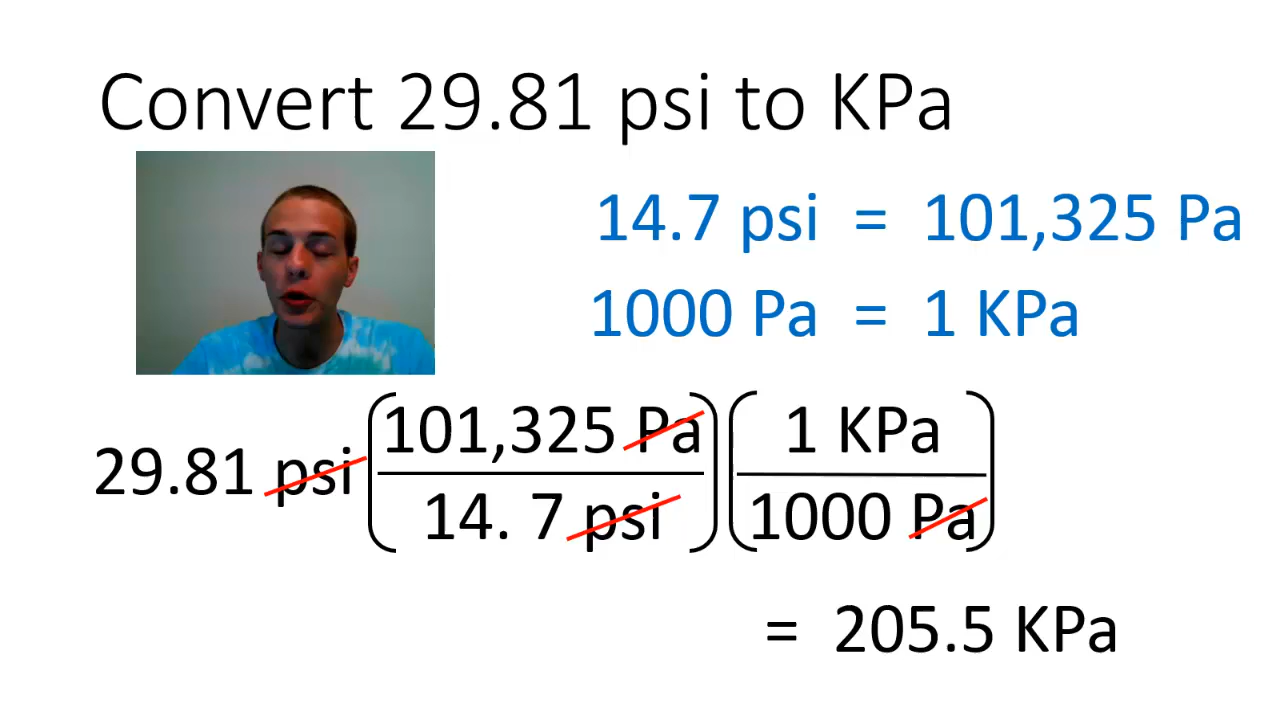 Convert 29.81 psi to KPa
14.7 psi = 101,325 Pa
1000 Pa = 1 KPa
29.81 psi (101,325 Pa / 14. 7 psi) (1 KPa / 1000 Pa)
= 205.5 KPa